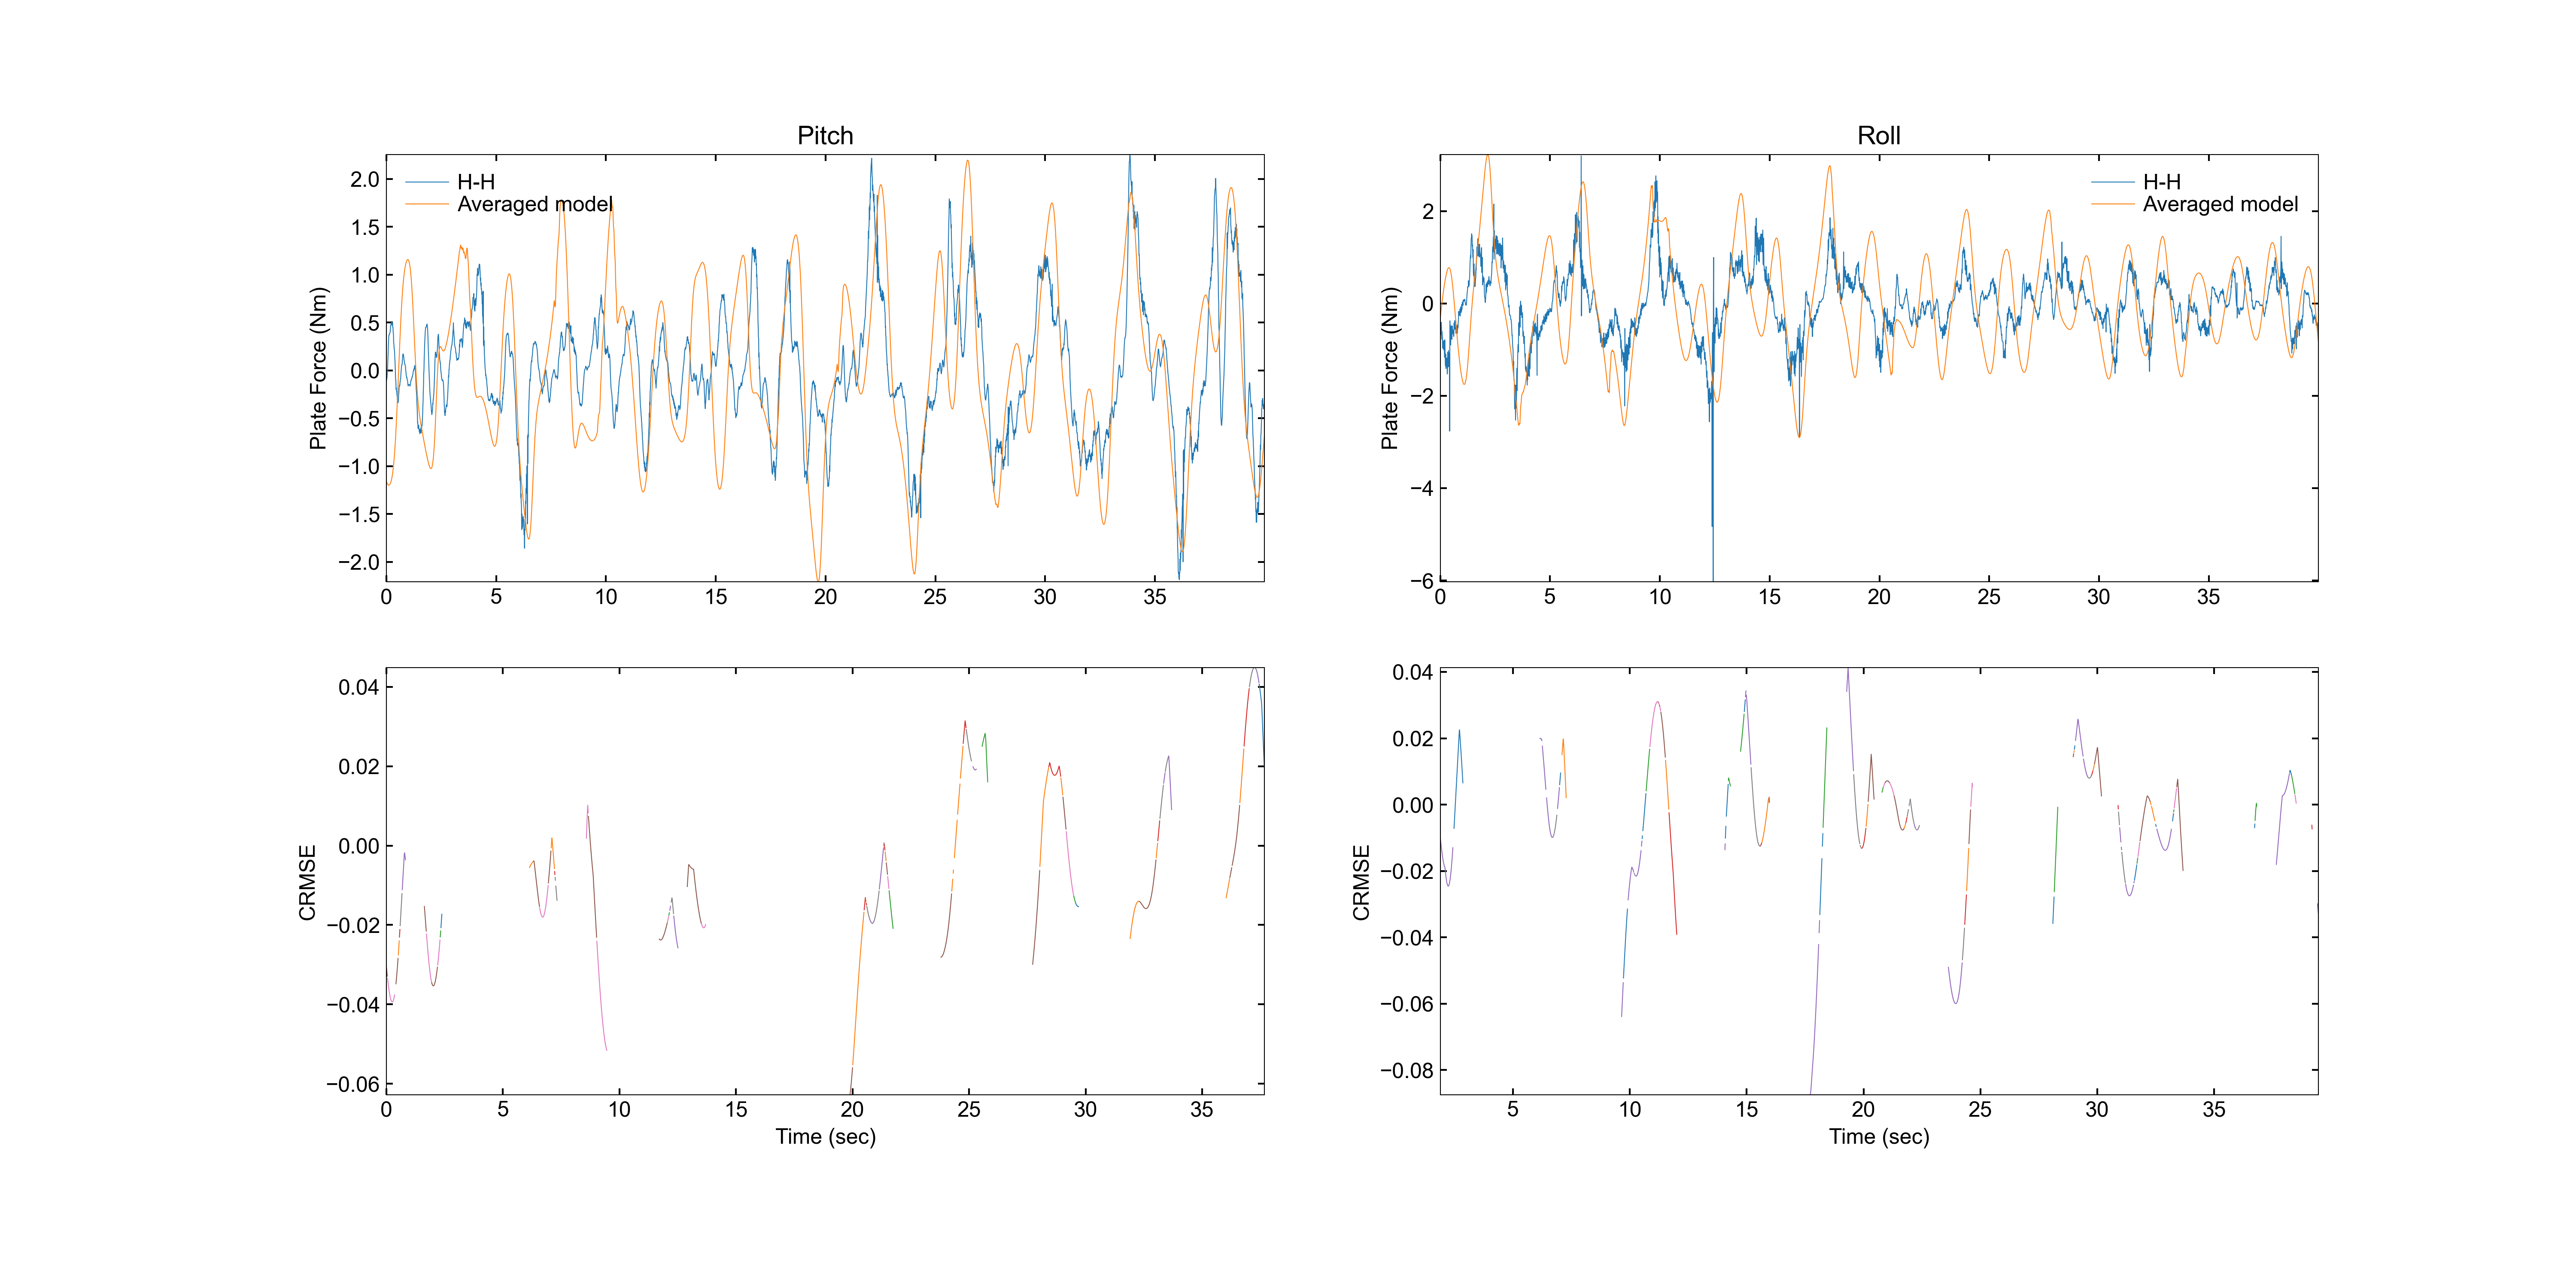 Pitch
Plate Force (Nm)
2.0
1.5
1.0
0.5
0.0
−0.5
−1.0
−1.5
−2.0
H-H
Averaged model
0 5 10 15 20 25 30 35
Roll
Plate Force (Nm)
2
0
−2
−4
−6
H-H
Averaged model
0 5 10 15 20 25 30 35
CRMSE
0.04
0.02
0.00
−0.02
−0.04
−0.06
0 5 10 15 20 25 30 35
Time (sec)
CRMSE
0.04
0.02
0.00
−0.02
−0.04
−0.06
−0.08
5 10 15 20 25 30 35
Time (sec)